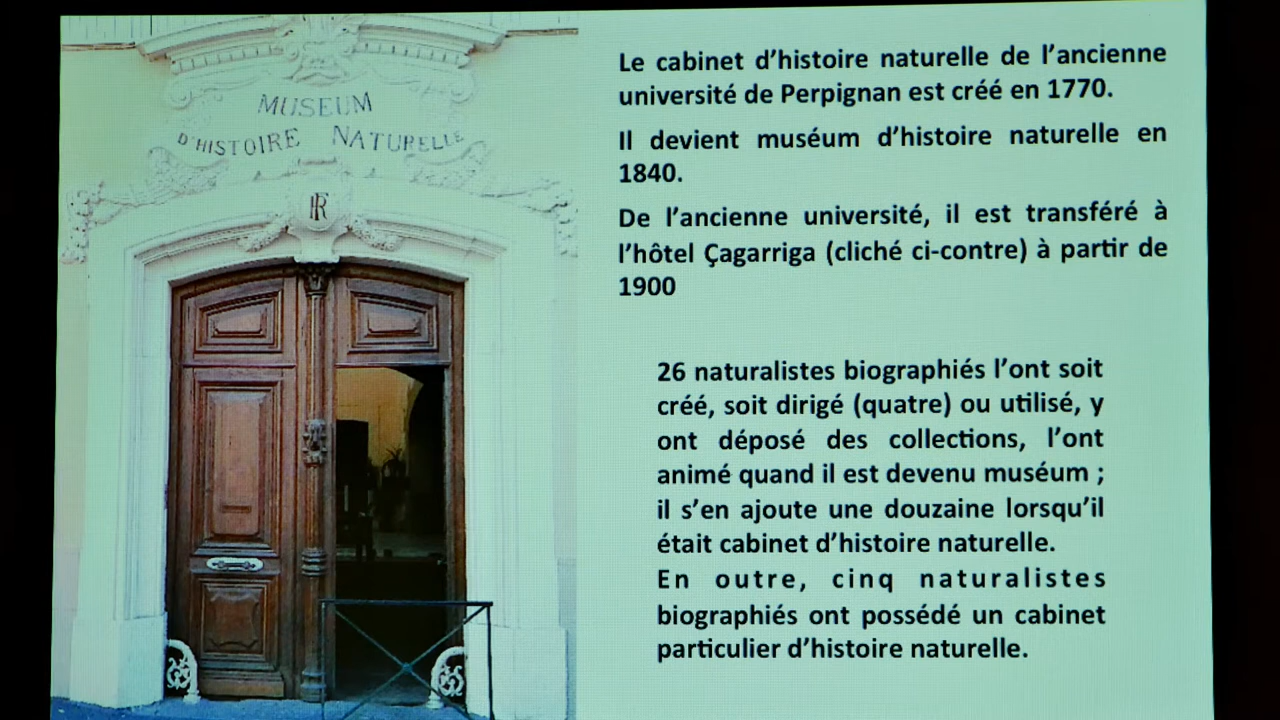 MUSEUM
D'HISTOIRE NATURELLE
RF
Le cabinet d'histoire naturelle de l'ancienne
université de Perpignan est créé en 1770.
Il devient muséum d'histoire naturelle en
1840.
De l'ancienne université, il est transféré à
l'hôtel Çagarriga (cliché ci-contre) à partir de
1900
26 naturalistes biographiés l'ont soit
créé, soit dirigé (quatre) ou utilisé, y
ont déposé des collections, l'ont
animé quand il est devenu muséum ;
il s'en ajoute une douzaine lorsqu'il
était cabinet d'histoire naturelle.
En outre, cinq naturalistes
biographiés ont possédé un cabinet
particulier d'histoire naturelle.